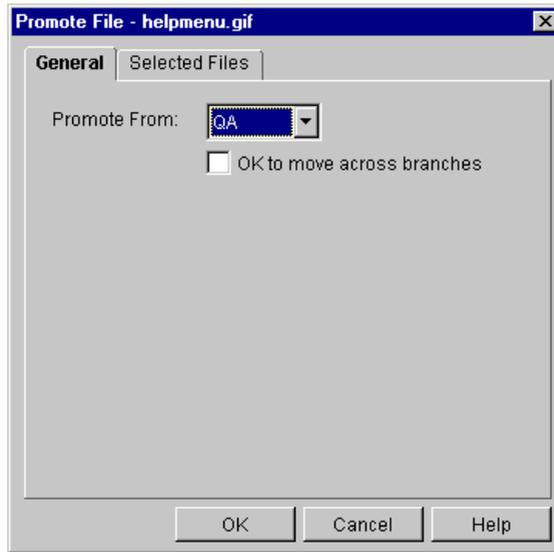 Promote File - helpmenu.gif
General Selected Files
Promote From: QA
OK to move across branches
OK Cancel Help